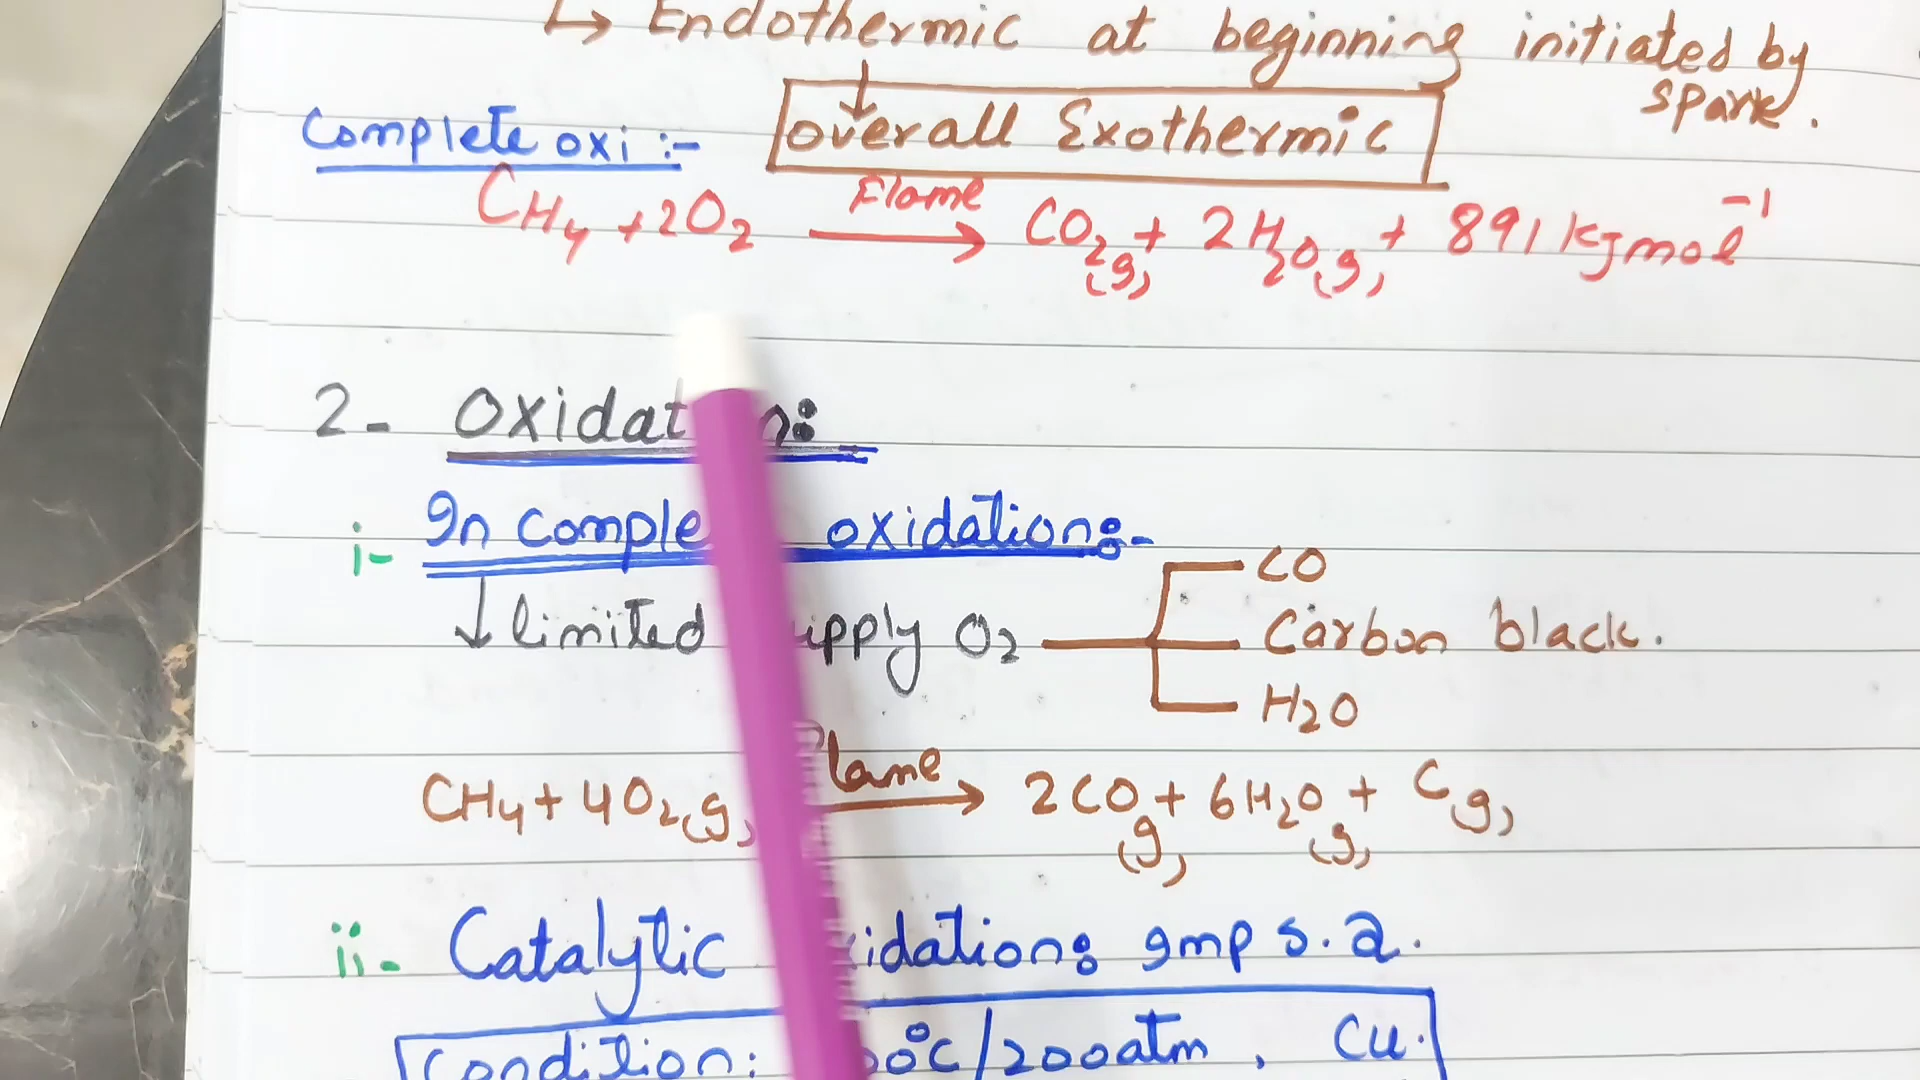 ↳ Endothermic at beginning initiated by
spark.
Complete oxi :- overall Exothermic
CH4 + 2O2 Flame → CO2(g) + 2H2O(g) + 891 kJmol-1
2- Oxidat n:
i- In comple oxidation:-
↓ limited upply O2 CO
Carbon black.
H2O
CH4 + 4O2(g) lame → 2CO(g) + 6H2O(g) + C(g)
ii- Catalytic idation: imp s.a.
Condition: 00°C/200atm, Cu.